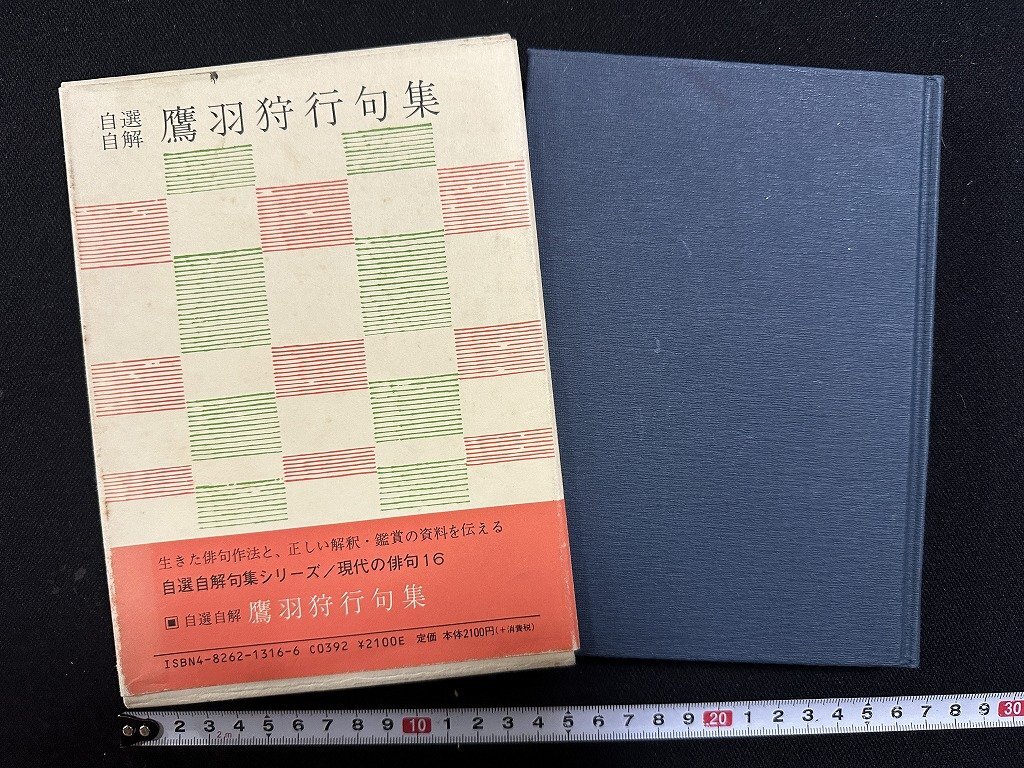 自選
自解
鷹羽狩行句集
生きた俳句作法と、正しい解釈・鑑賞の資料を伝える
自選自解句集シリーズ/現代の俳句16
▣ 自選自解 鷹羽狩行句集
ISBN4-8262-1316-6 C0392 ¥2100E 定価 本体2100円(+消費税)
2 3 4 5 6 7 8 9 10 1 2 3 4 5 6 7 8 9 20 1 2 3 4 5 6 7 8 9 30
2m